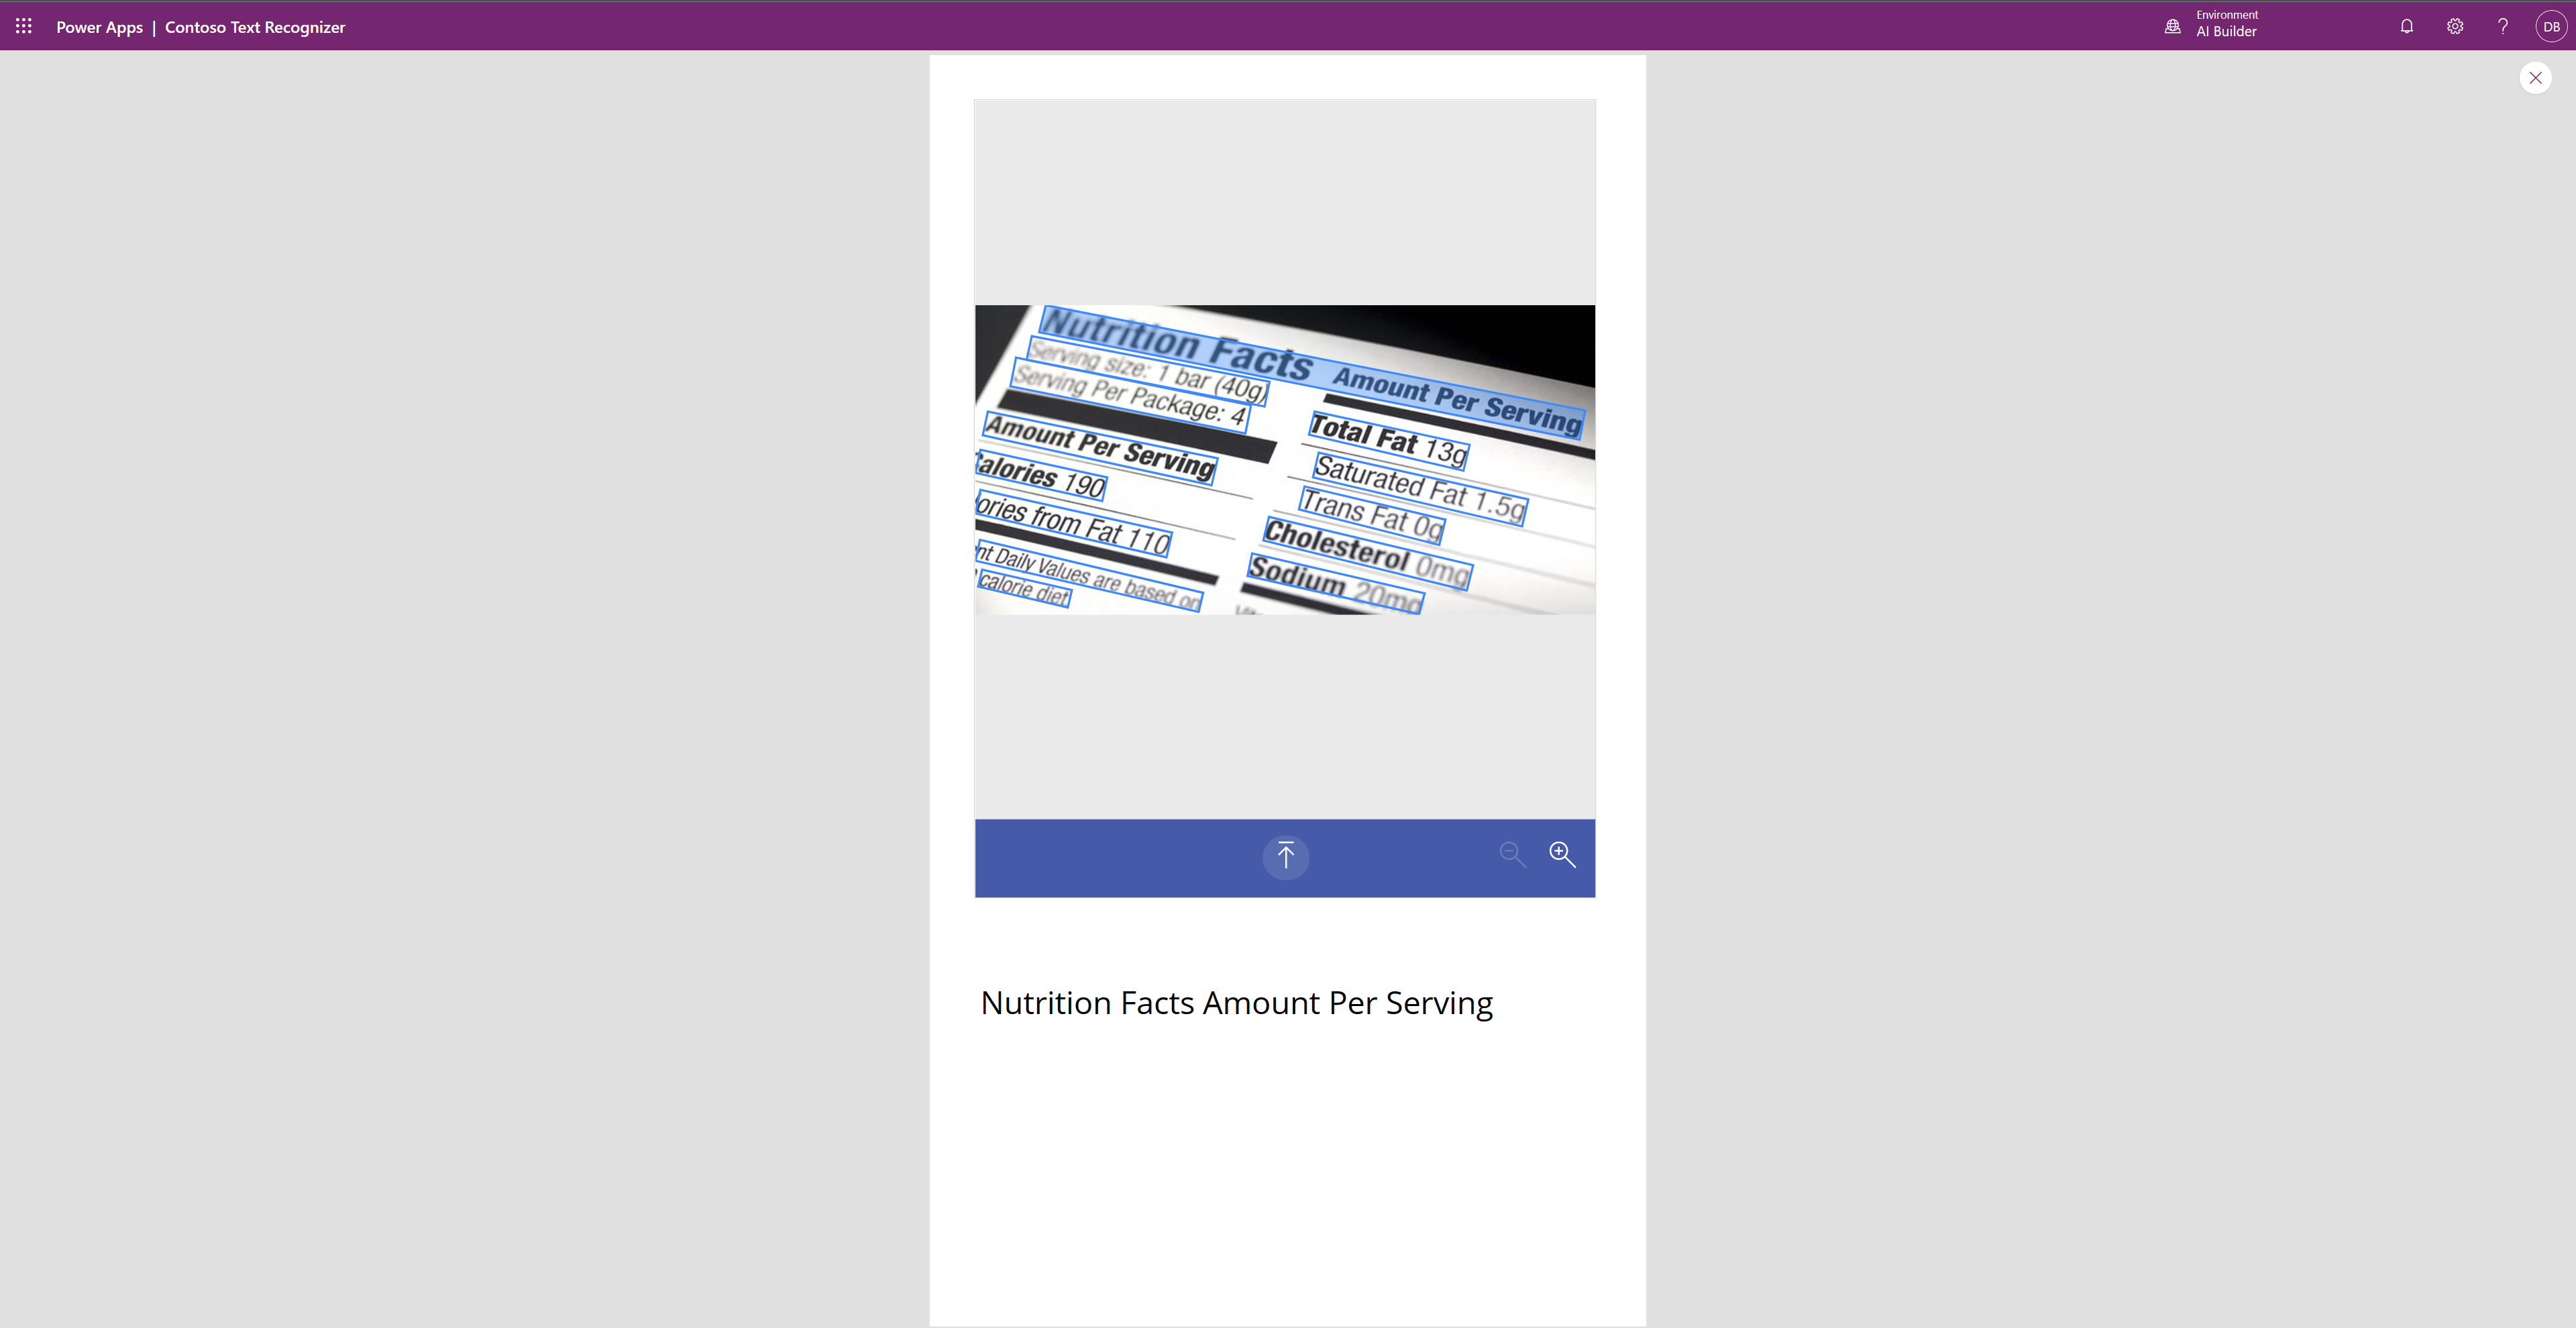 Power Apps | Contoso Text Recognizer
Environment
AI Builder
DB
Nutrition Facts Amount Per Serving
Serving size: 1 bar (40g)
Serving Per Package: 4
Amount Per Serving
alories 190
ories from Fat 110
nt Daily Values are based on
calorie diet
Total Fat 13g
Saturated Fat 1.5g
Trans Fat 0g
Cholesterol 0mg
Sodium 20mg
Nutrition Facts Amount Per Serving